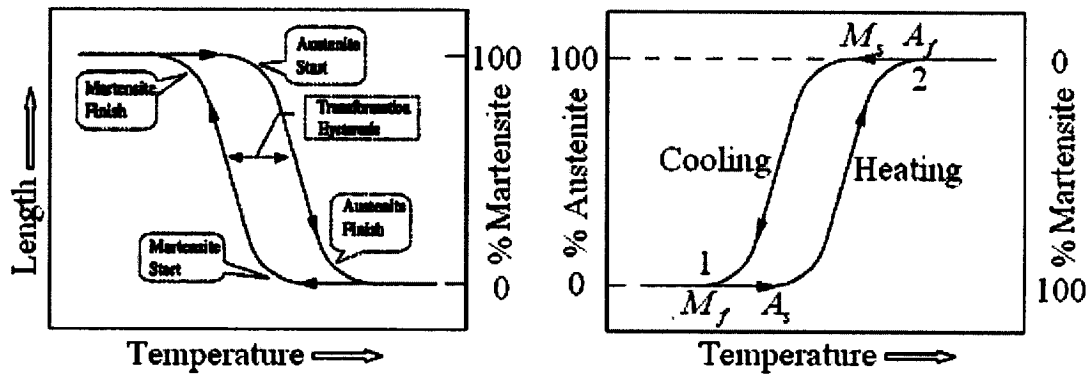 Length
Austenite
Start
Martensite
Finish
Transformation
Hysteresis
Austenite
Finish
Martensite
Start
100
0
% Martensite
Temperature
% Austenite
100
0
M_s
A_f
2
Cooling
Heating
1
M_f
A_s
0
100
% Martensite
Temperature